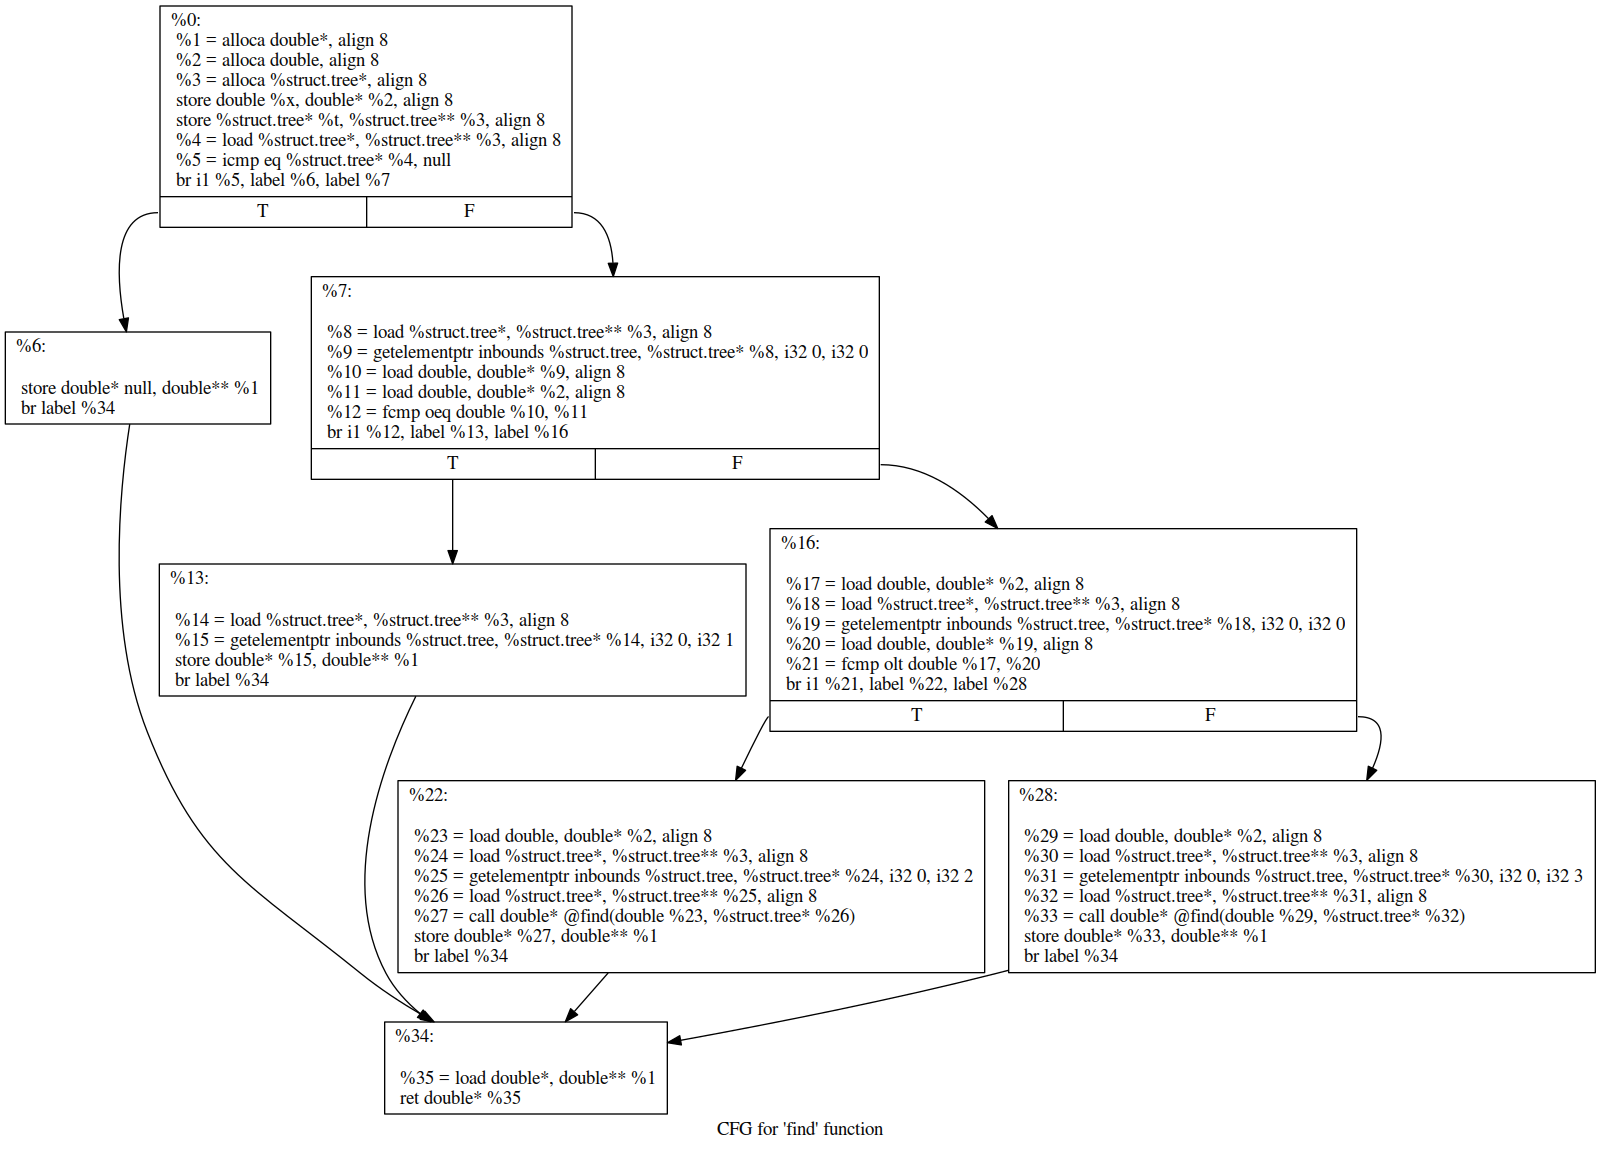 %0:
%1 = alloca double*, align 8
%2 = alloca double, align 8
%3 = alloca %struct.tree*, align 8
store double %x, double* %2, align 8
store %struct.tree* %t, %struct.tree** %3, align 8
%4 = load %struct.tree*, %struct.tree** %3, align 8
%5 = icmp eq %struct.tree* %4, null
br i1 %5, label %6, label %7
T F
%6:
store double* null, double** %1
br label %34
%7:
%8 = load %struct.tree*, %struct.tree** %3, align 8
%9 = getelementptr inbounds %struct.tree, %struct.tree* %8, i32 0, i32 0
%10 = load double, double* %9, align 8
%11 = load double, double* %2, align 8
%12 = fcmp oeq double %10, %11
br i1 %12, label %13, label %16
T F
%13:
%14 = load %struct.tree*, %struct.tree** %3, align 8
%15 = getelementptr inbounds %struct.tree, %struct.tree* %14, i32 0, i32 1
store double* %15, double** %1
br label %34
%16:
%17 = load double, double* %2, align 8
%18 = load %struct.tree*, %struct.tree** %3, align 8
%19 = getelementptr inbounds %struct.tree, %struct.tree* %18, i32 0, i32 0
%20 = load double, double* %19, align 8
%21 = fcmp olt double %17, %20
br i1 %21, label %22, label %28
T F
%22:
%23 = load double, double* %2, align 8
%24 = load %struct.tree*, %struct.tree** %3, align 8
%25 = getelementptr inbounds %struct.tree, %struct.tree* %24, i32 0, i32 2
%26 = load %struct.tree*, %struct.tree** %25, align 8
%27 = call double* @find(double %23, %struct.tree* %26)
store double* %27, double** %1
br label %34
%28:
%29 = load double, double* %2, align 8
%30 = load %struct.tree*, %struct.tree** %3, align 8
%31 = getelementptr inbounds %struct.tree, %struct.tree* %30, i32 0, i32 3
%32 = load %struct.tree*, %struct.tree** %31, align 8
%33 = call double* @find(double %29, %struct.tree* %32)
store double* %33, double** %1
br label %34
%34:
%35 = load double*, double** %1
ret double* %35
CFG for 'find' function